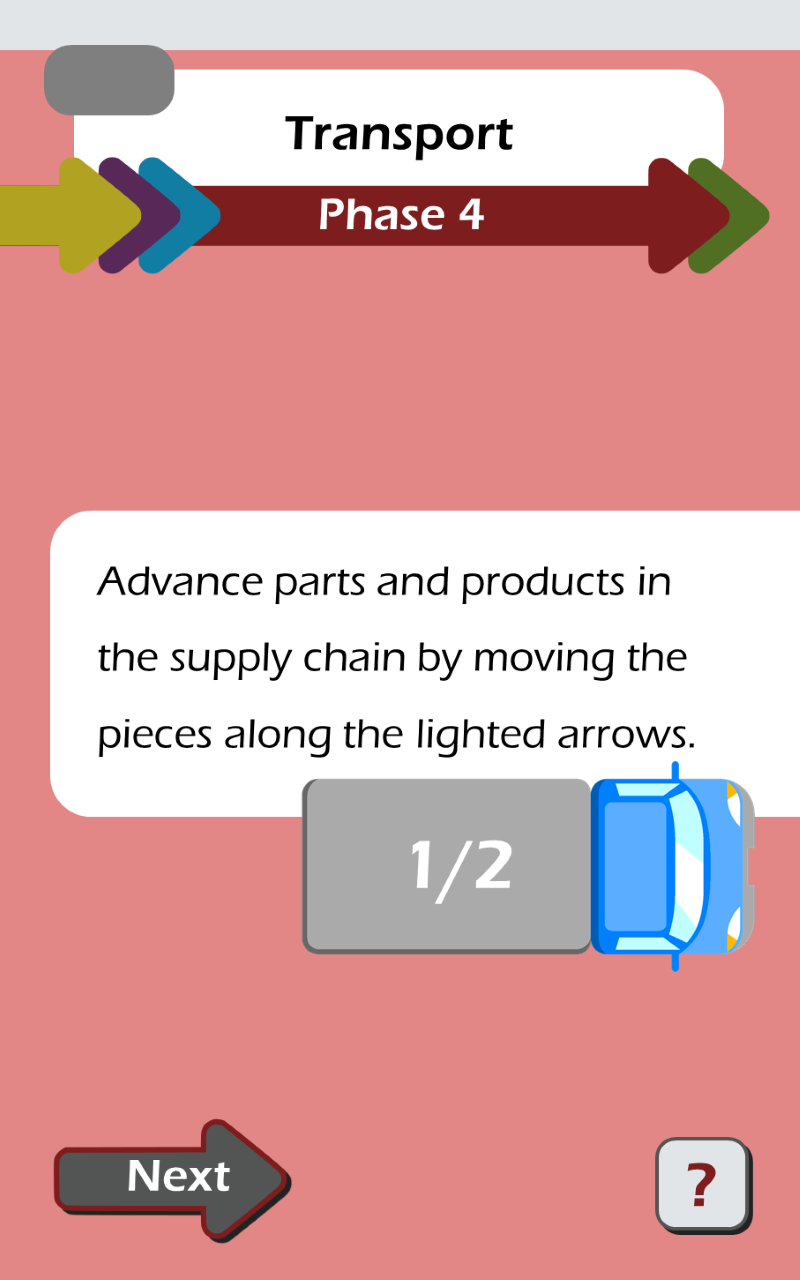 Transport
Phase 4
Advance parts and products in
the supply chain by moving the
pieces along the lighted arrows.
1/2
Next
?